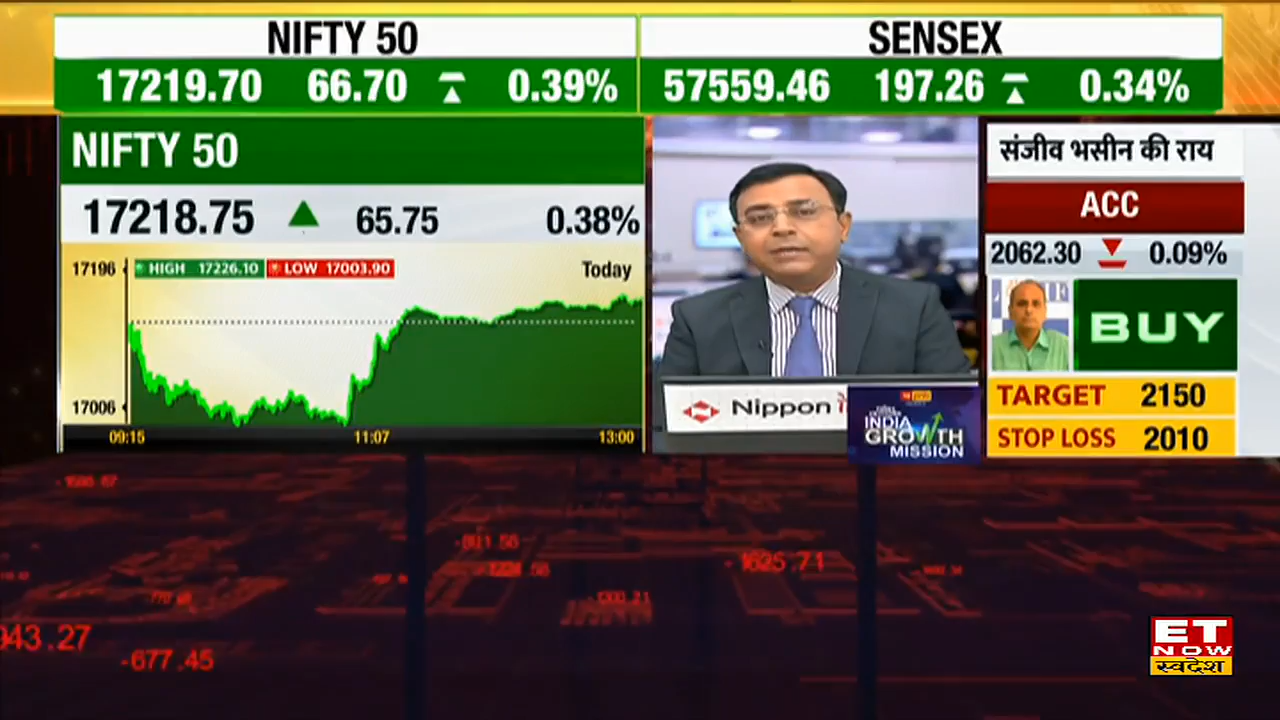 NIFTY 50
17219.70 66.70 0.39%
SENSEX
57559.46 197.26 0.34%
NIFTY 50
17218.75 65.75 0.38%
17196
HIGH 17226.10 LOW 17003.90
Today
17006
09:15 11:07 13:00
Nippon
INDIA
GROWTH
MISSION
संजीव भसीन की राय
ACC
2062.30 0.09%
BUY
TARGET 2150
STOP LOSS 2010
-1625.71
943.27
-677.45
ET
NOW
स्वदेश